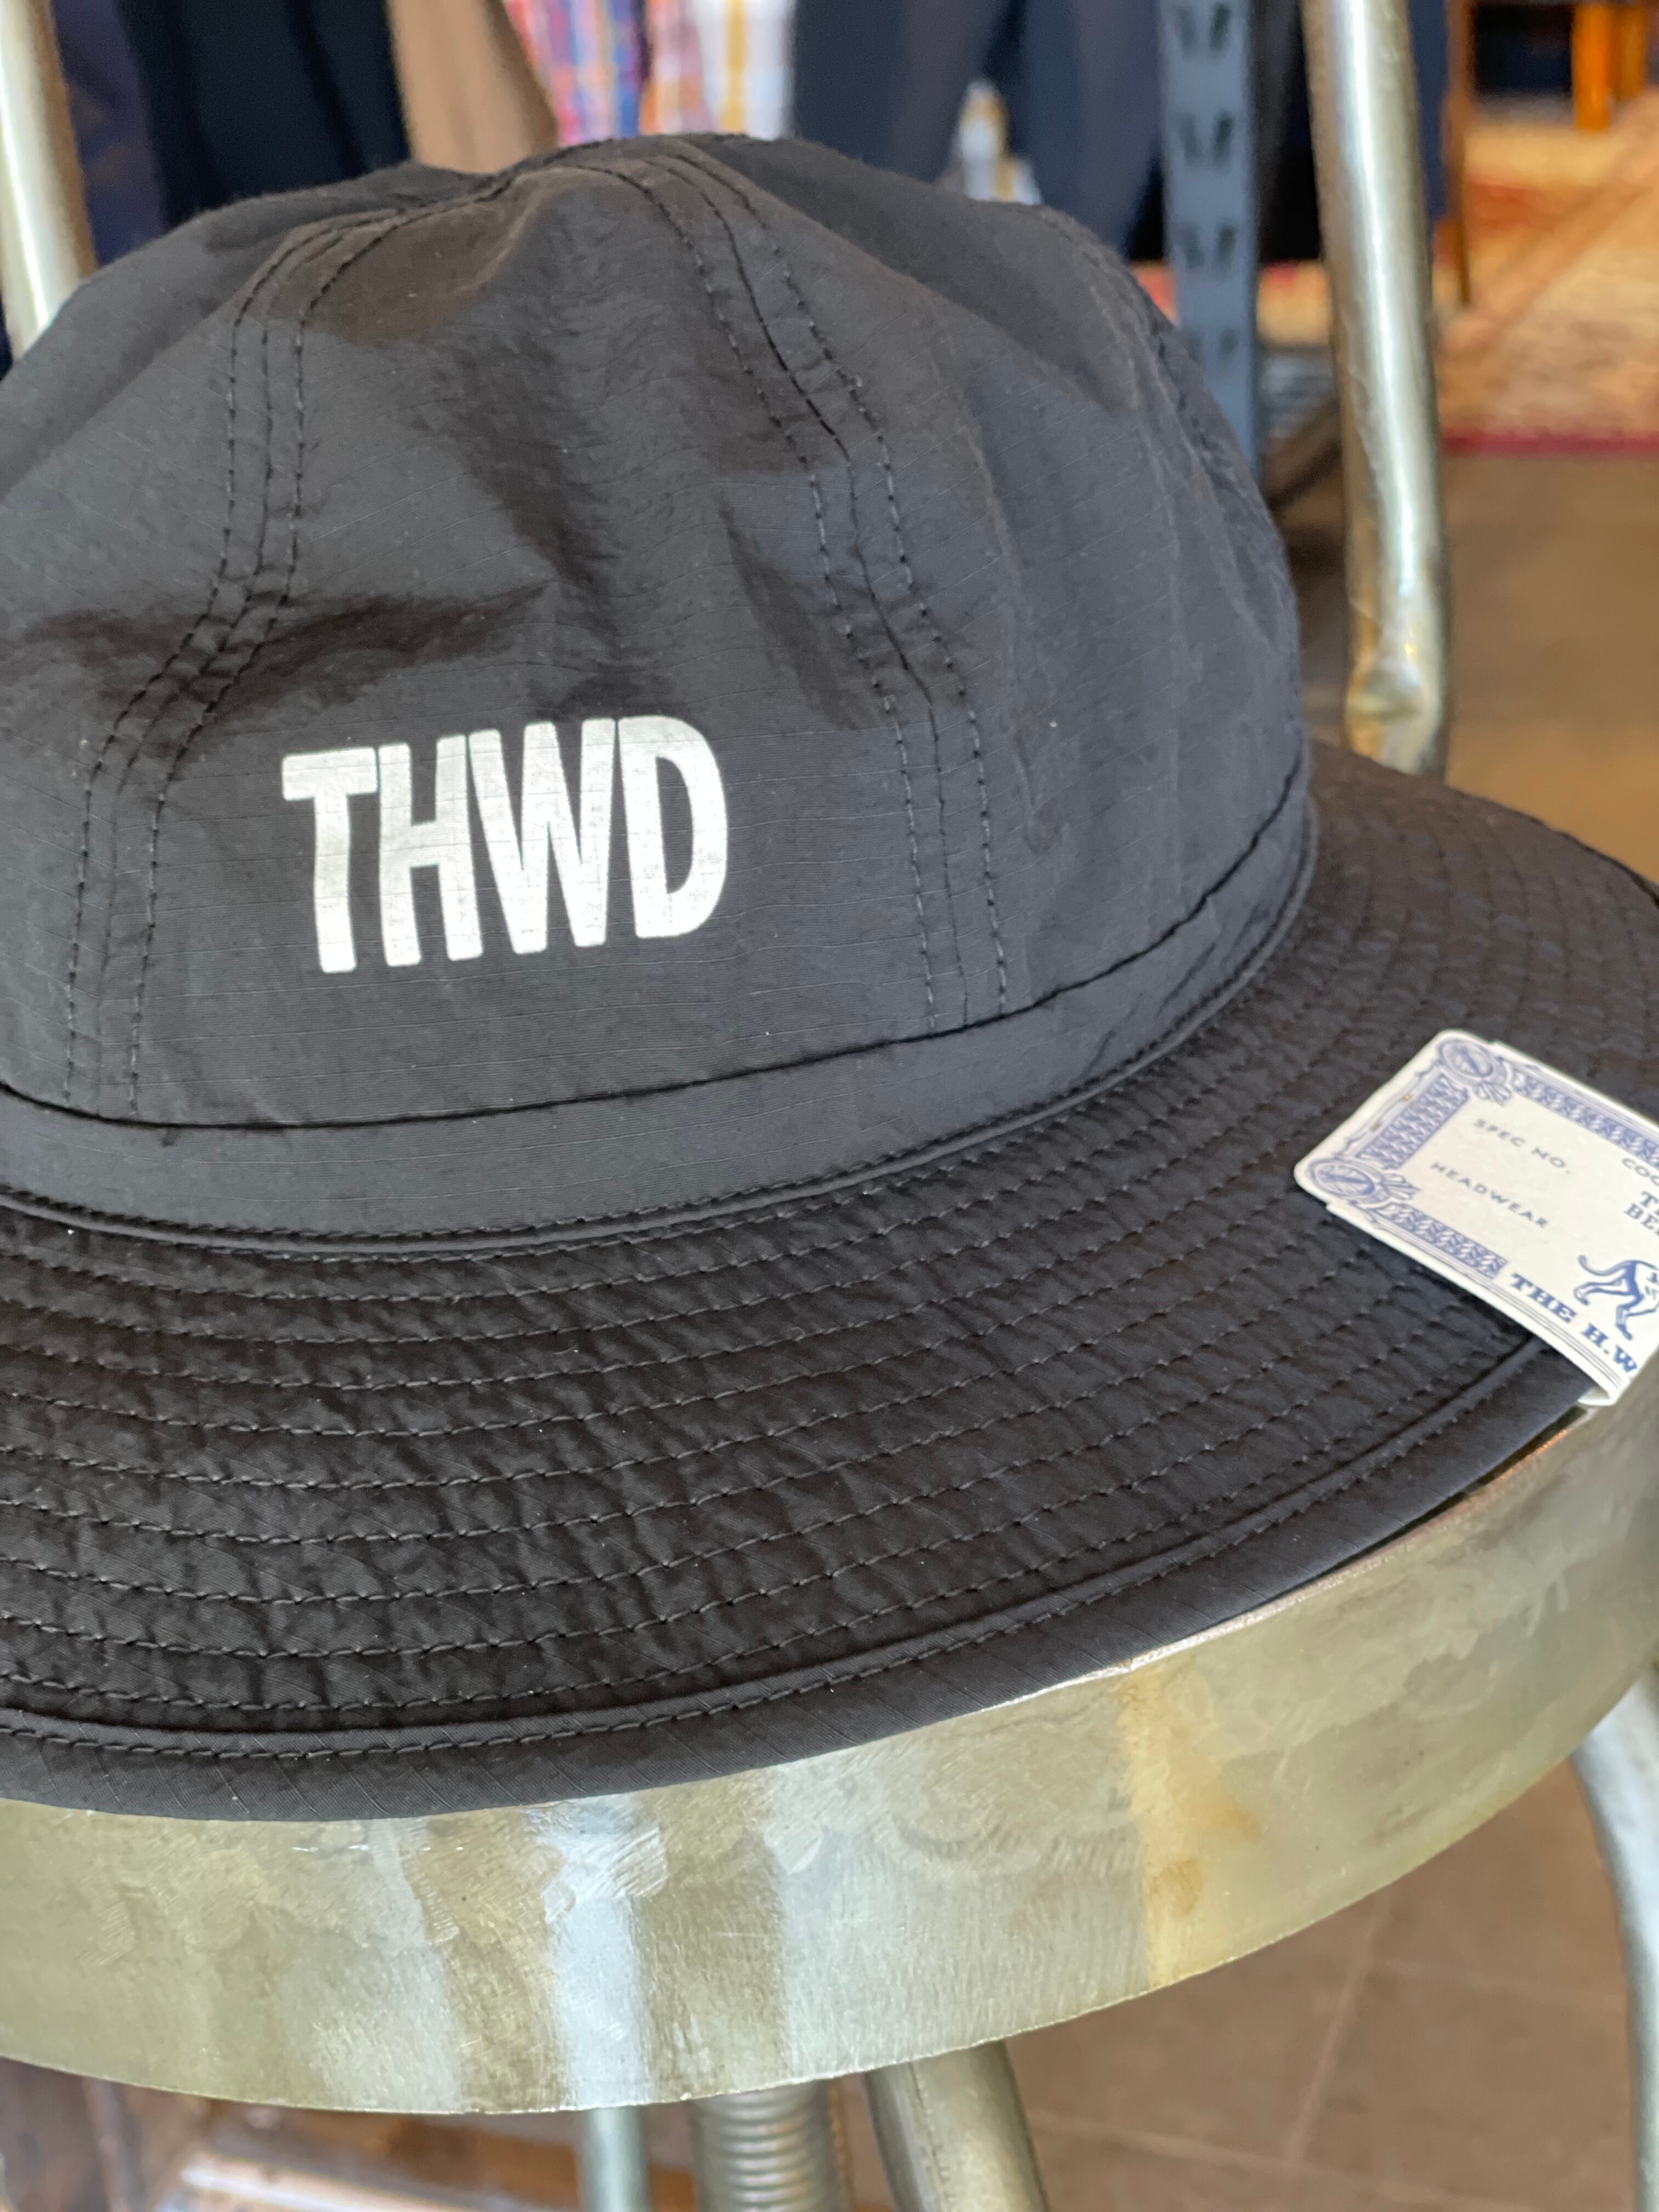 THWD
SPEC NO.
HEADWEAR
THE H.W